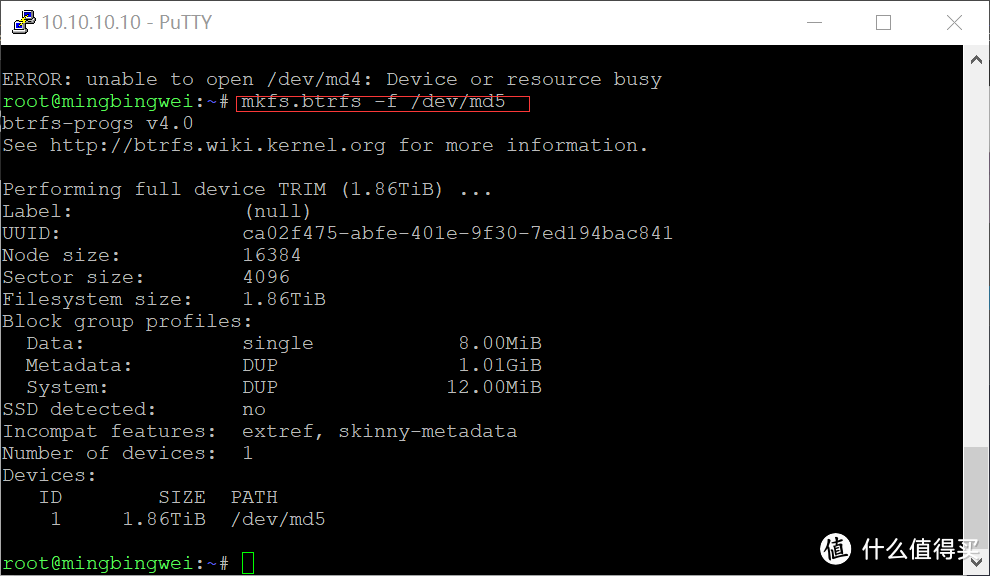 10.10.10.10 - PuTTY
ERROR: unable to open /dev/md4: Device or resource busy
root@mingbingwei:~# mkfs.btrfs -f /dev/md5
btrfs-progs v4.0
See http://btrfs.wiki.kernel.org for more information.
Performing full device TRIM (1.86TiB) ...
Label: (null)
UUID: ca02f475-abfe-401e-9f30-7ed194bac841
Node size: 16384
Sector size: 4096
Filesystem size: 1.86TiB
Block group profiles:
Data: single 8.00MiB
Metadata: DUP 1.01GiB
System: DUP 12.00MiB
SSD detected: no
Incompat features: extref, skinny-metadata
Number of devices: 1
Devices:
ID SIZE PATH
1 1.86TiB /dev/md5
root@mingbingwei:~#
值 什么值得买